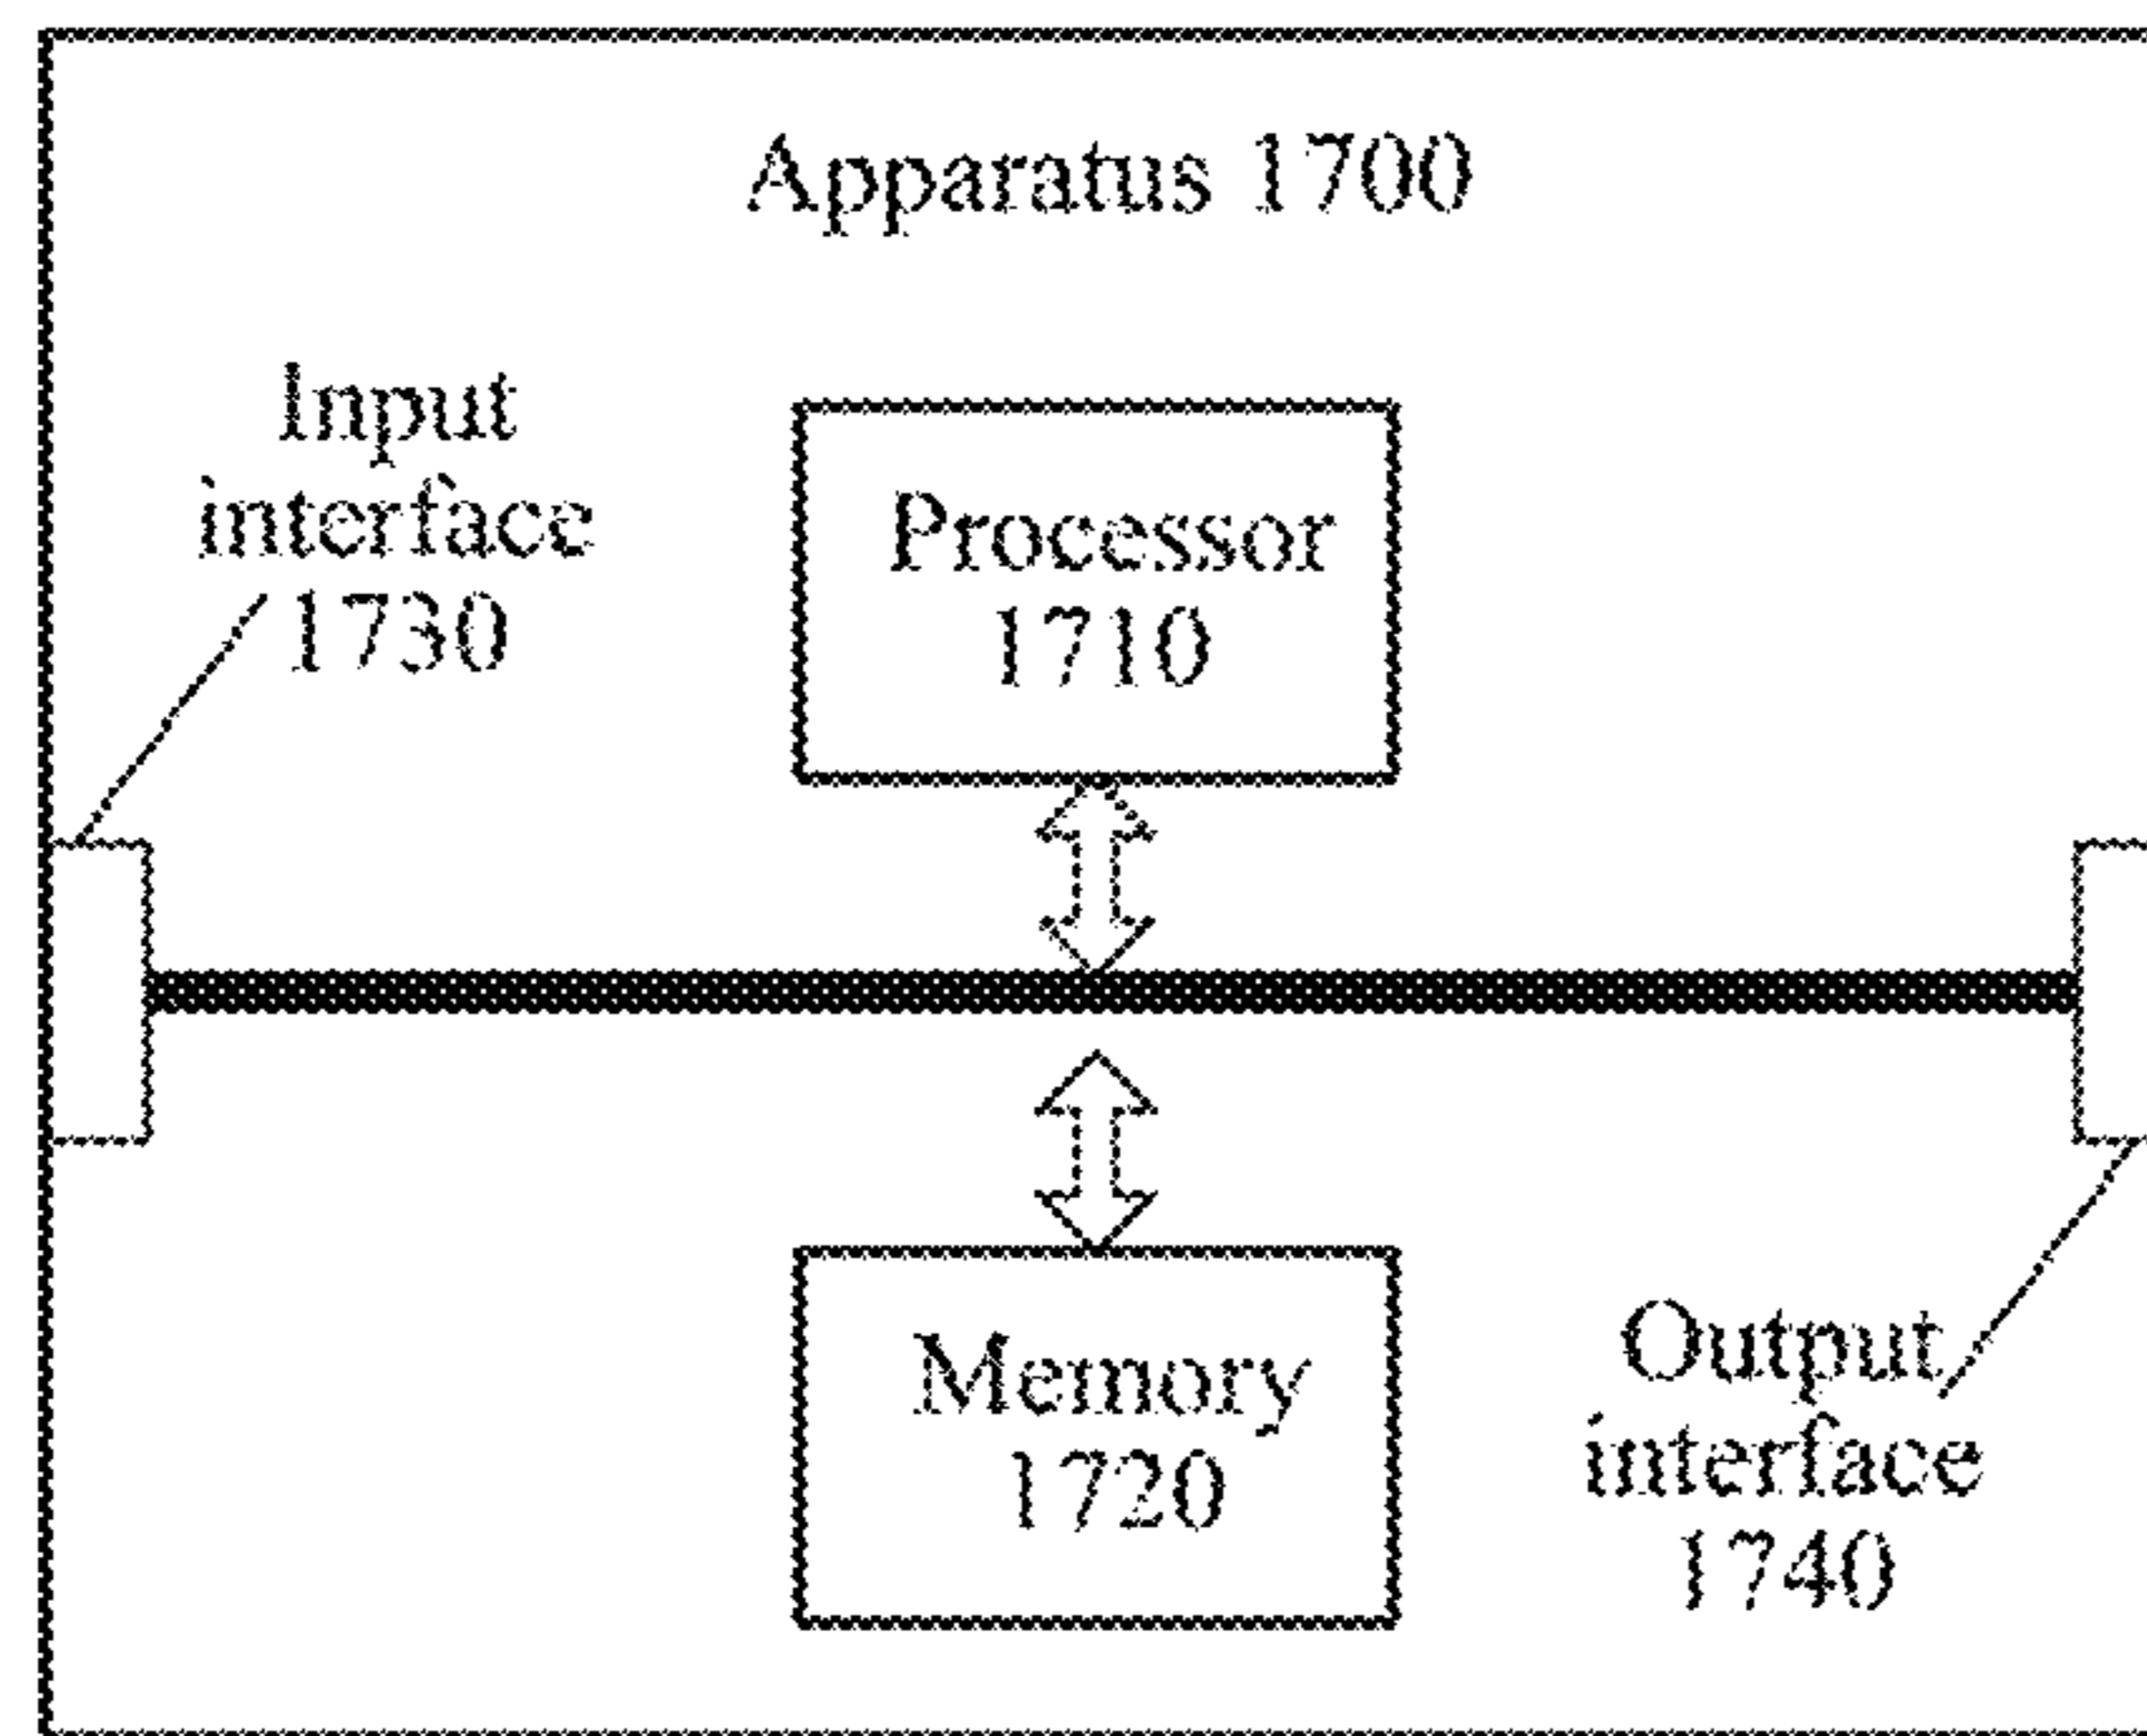 Apparatus 1700
Input
interface
1730
Processor
1710
Memory
1720
Output
interface
1740